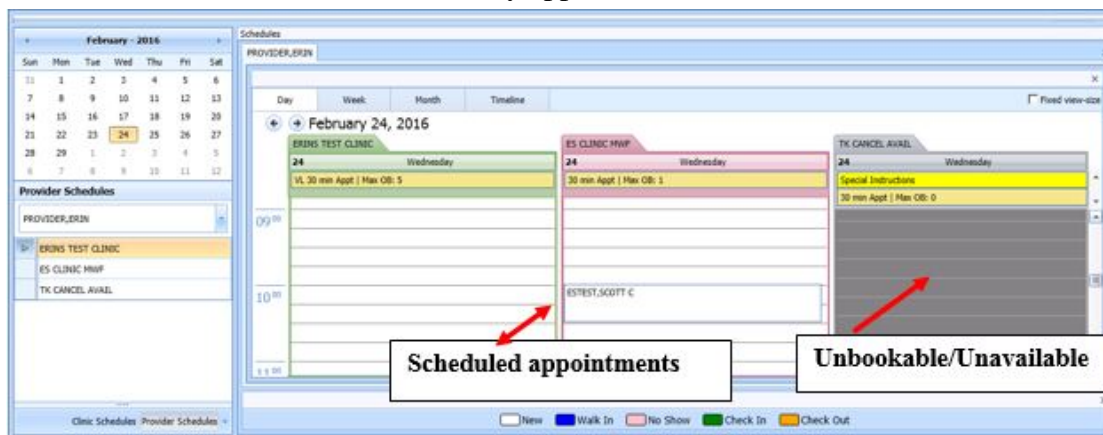 Schedules
February - 2016
PROVIDER,ERIN
Sun Mon Tue Wed Thu Fri Sat
31 1 2 3 4 5 6
7 8 9 10 11 12 13
14 15 16 17 18 19 20
21 22 23 24 25 26 27
28 29 1 2 3 4 5
6 7 8 9 10 11 12
Provider Schedules
PROVIDER,ERIN
ERINS TEST CLINIC
ES CLINIC MWF
TK CANCEL AVAIL
Clinic Schedules Provider Schedules
Day Week Month Timeline Fixed view-size
February 24, 2016
ERINS TEST CLINIC ES CLINIC MWF TK CANCEL AVAIL
24 Wednesday 24 Wednesday 24 Wednesday
VL 30 min Appt | Max OB: 5 30 min Appt | Max OB: 1 Special Instructions
30 min Appt | Max OB: 0
09 00
10 00 ESTEST,SCOTT C
11 00
Scheduled appointments
Unbookable/Unavailable
New Walk In No Show Check In Check Out